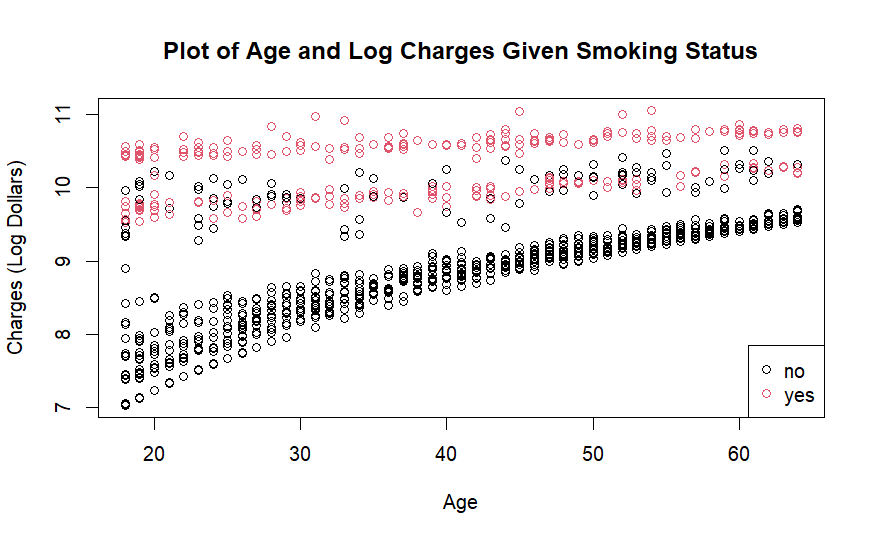 Plot of Age and Log Charges Given Smoking Status
Charges (Log Dollars)
11
10
9
8
7
no
yes
20 30 40 50 60
Age